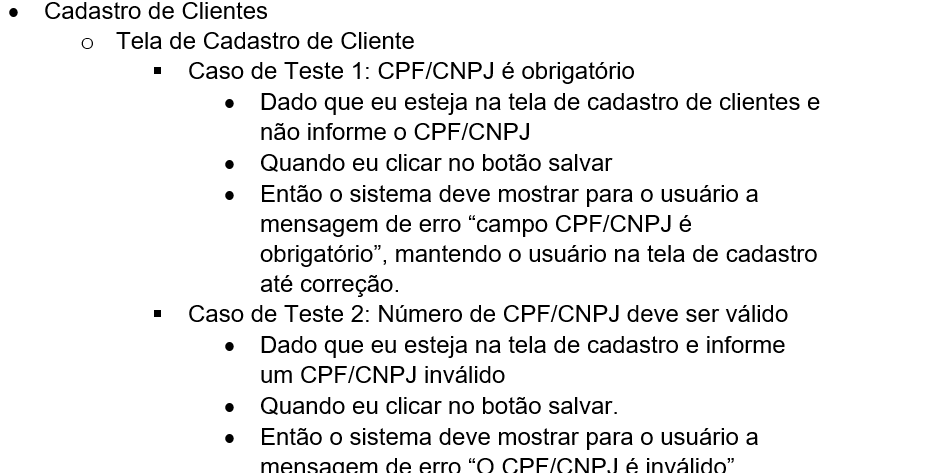 • Cadastro de Clientes
o Tela de Cadastro de Cliente
▪ Caso de Teste 1: CPF/CNPJ é obrigatório
• Dado que eu esteja na tela de cadastro de clientes e
não informe o CPF/CNPJ
• Quando eu clicar no botão salvar
• Então o sistema deve mostrar para o usuário a
mensagem de erro “campo CPF/CNPJ é
obrigatório”, mantendo o usuário na tela de cadastro
até correção.
▪ Caso de Teste 2: Número de CPF/CNPJ deve ser válido
• Dado que eu esteja na tela de cadastro e informe
um CPF/CNPJ inválido
• Quando eu clicar no botão salvar.
• Então o sistema deve mostrar para o usuário a
mensagem de erro “O CPF/CNPJ é inválido”